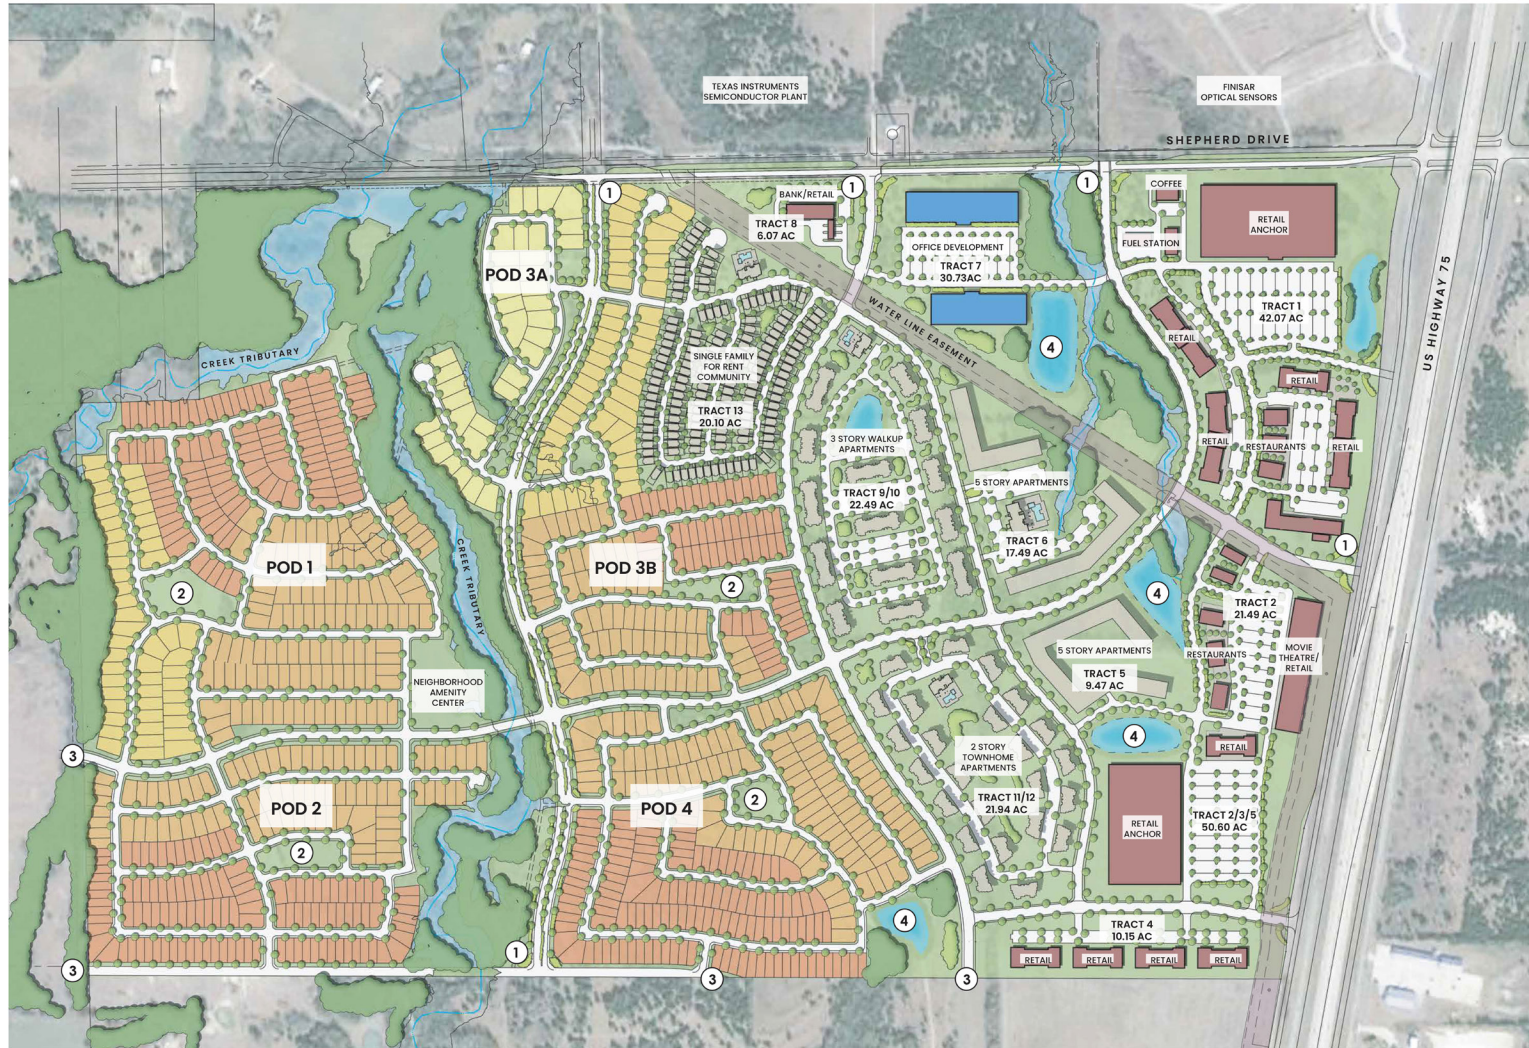 TEXAS INSTRUMENTS
SEMICONDUCTOR PLANT
FINISAR
OPTICAL SENSORS
SHEPHERD DRIVE
1
1
1
BANK/RETAIL
TRACT 8
6.07 AC
COFFEE
RETAIL
ANCHOR
FUEL STATION
OFFICE DEVELOPMENT
TRACT 7
30.73AC
POD 3A
WATER LINE EASEMENT
TRACT 1
42.07 AC
US HIGHWAY 75
CREEK TRIBUTARY
SINGLE FAMILY
FOR RENT
COMMUNITY
4
RETAIL
RETAIL
TRACT 13
20.10 AC
3 STORY WALKUP
APARTMENTS
RETAIL
RESTAURANTS
RETAIL
5 STORY APARTMENTS
TRACT 9/10
22.49 AC
TRACT 6
17.49 AC
1
CREEK TRIBUTARY
POD 1
POD 3B
2
2
4
TRACT 2
21.49 AC
5 STORY APARTMENTS
RESTAURANTS
MOVIE
THEATRE/
RETAIL
TRACT 5
9.47 AC
NEIGHBORHOOD
AMENITY
CENTER
4
RETAIL
3
2 STORY
TOWNHOME
APARTMENTS
POD 2
POD 4
2
TRACT 11/12
21.94 AC
RETAIL
ANCHOR
TRACT 2/3/5
50.60 AC
2
4
TRACT 4
10.15 AC
1
RETAIL
RETAIL
RETAIL
RETAIL
3
3
3